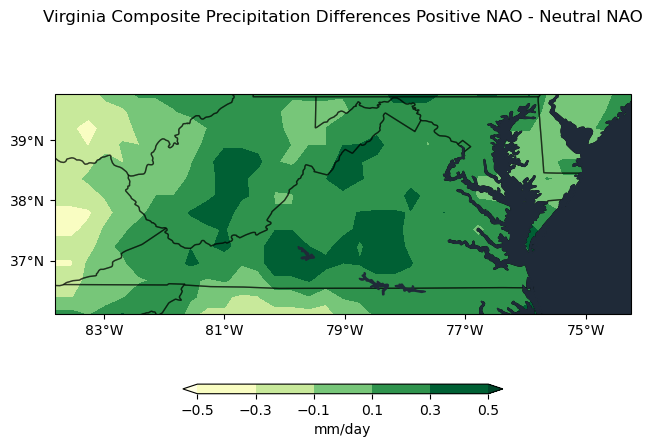 Virginia Composite Precipitation Differences Positive NAO - Neutral NAO
39°N
38°N
37°N
83°W 81°W 79°W 77°W 75°W
−0.5 −0.3 −0.1 0.1 0.3 0.5
mm/day